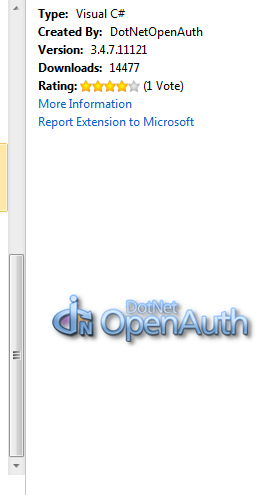 Type: Visual C#
Created By: DotNetOpenAuth
Version: 3.4.7.11121
Downloads: 14477
Rating: (1 Vote)
More Information
Report Extension to Microsoft
DotNet
OpenAuth